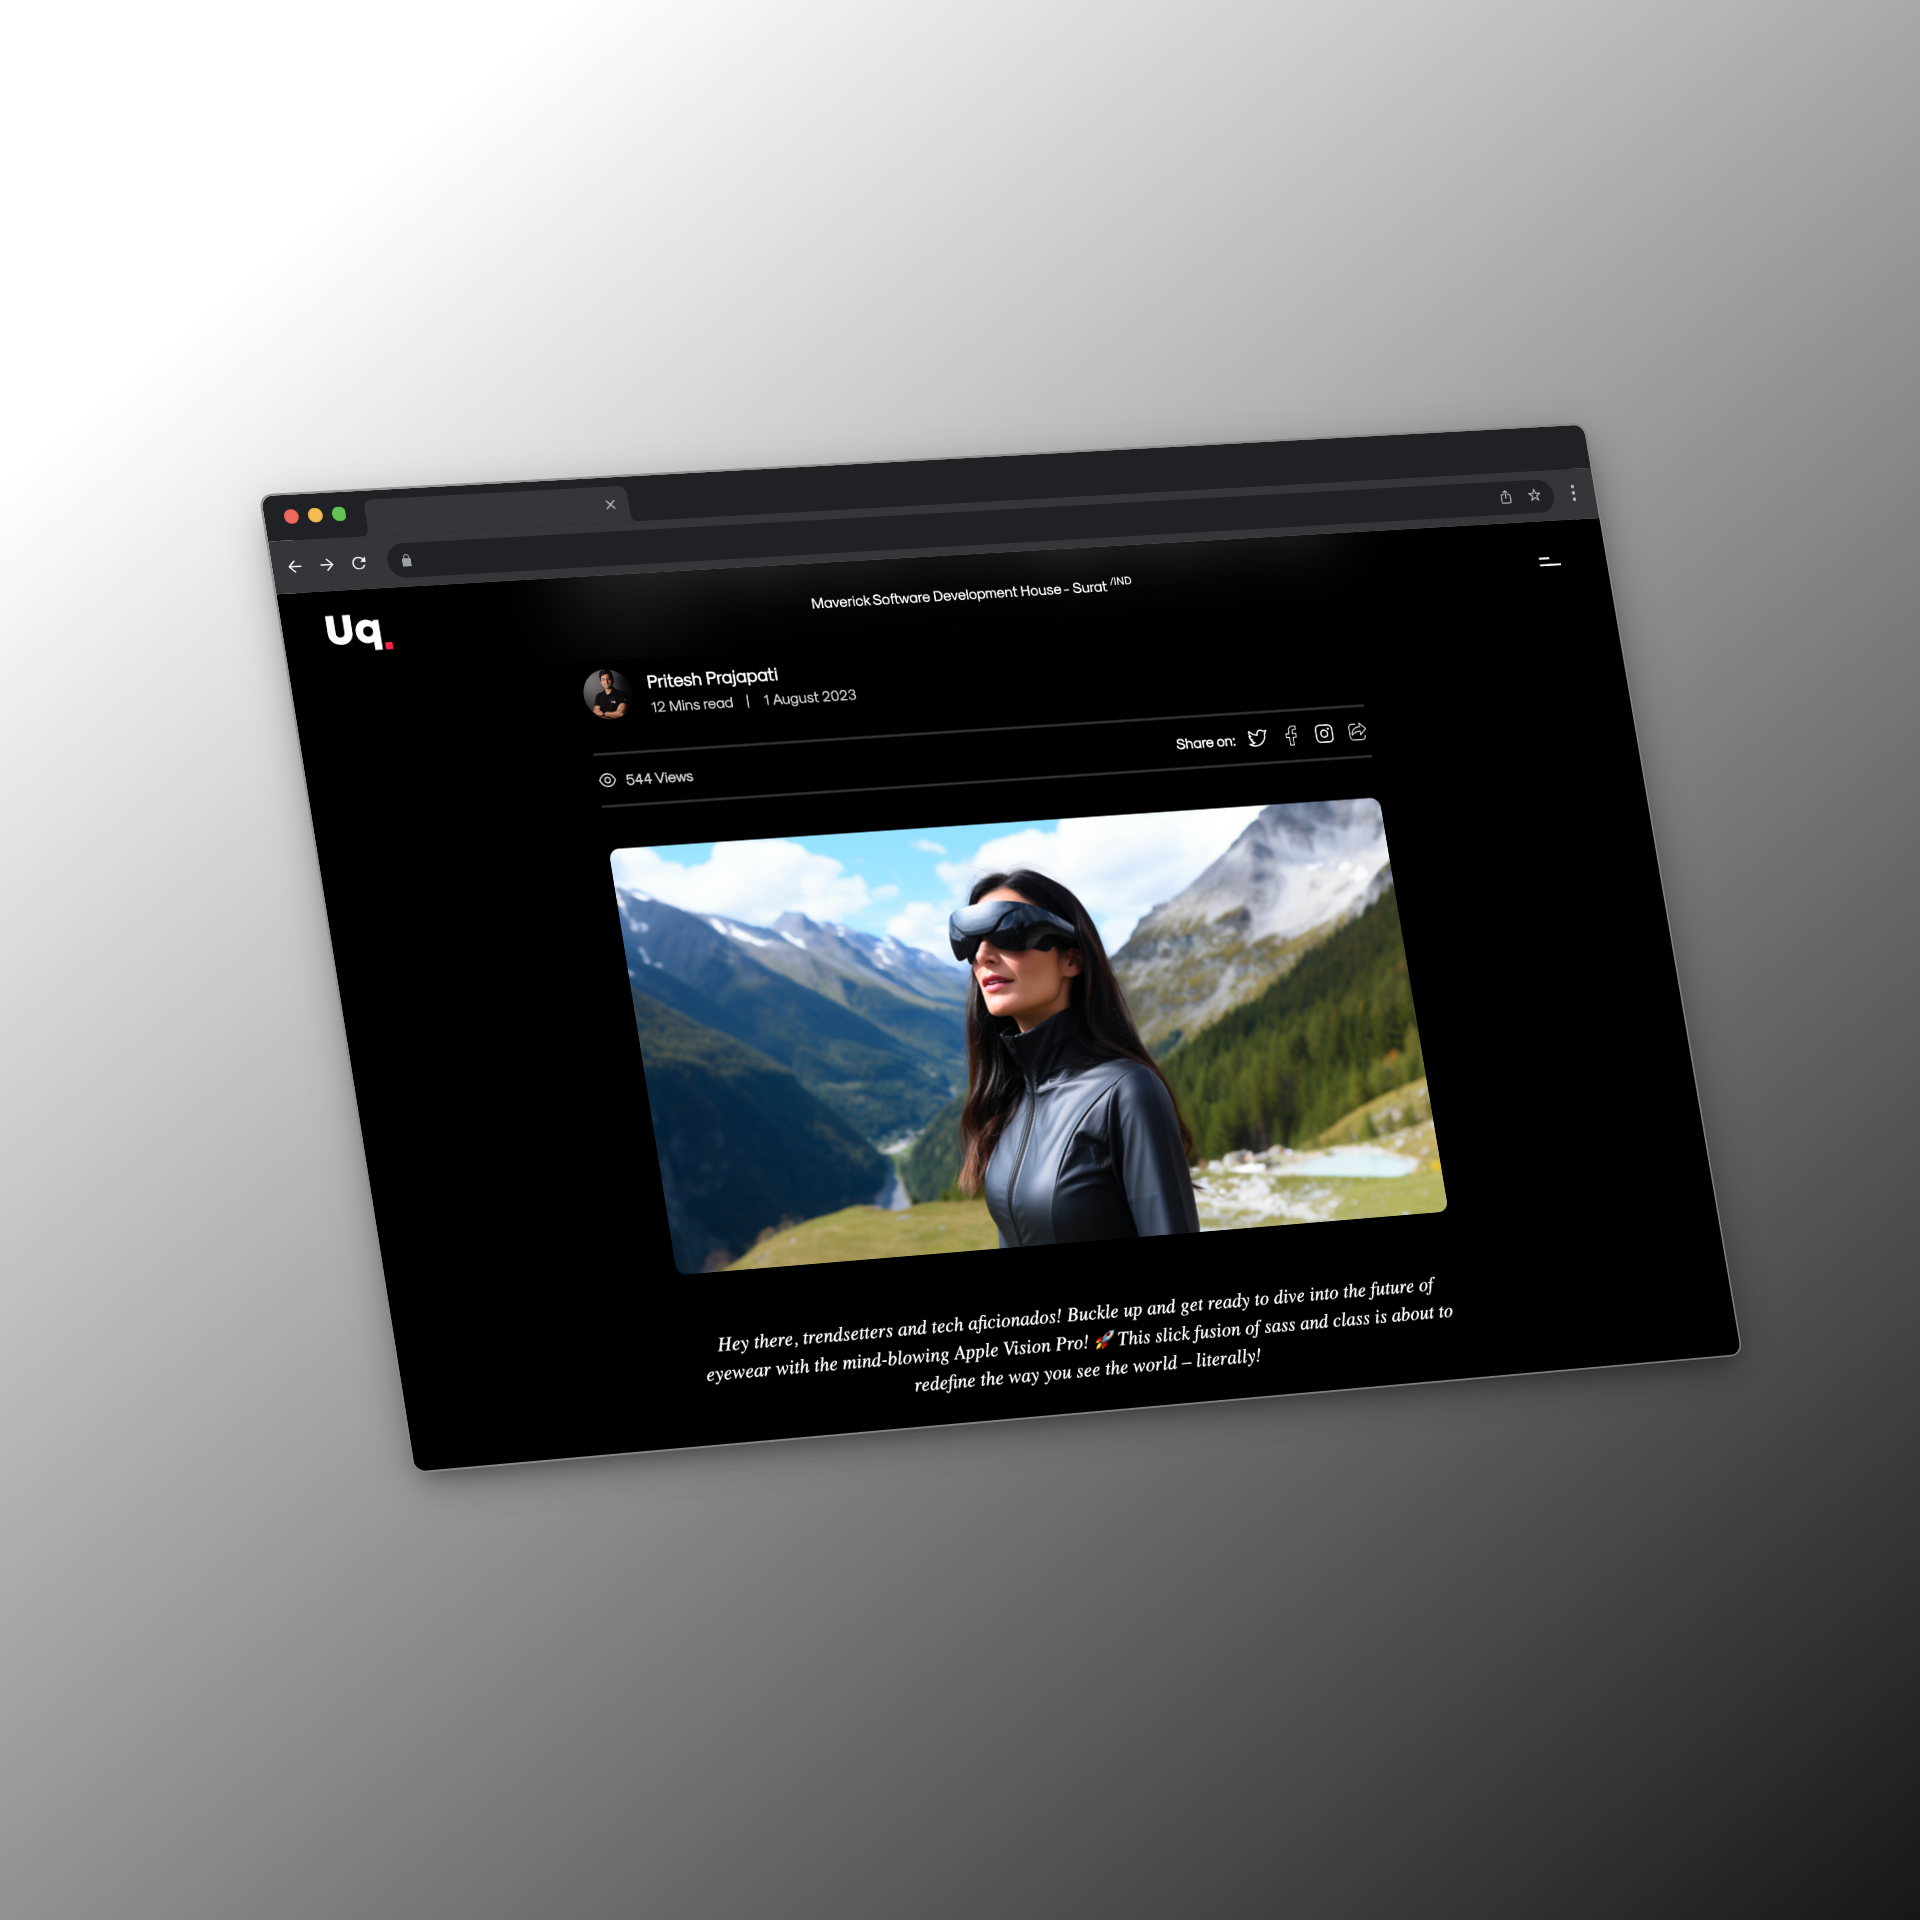 Maverick Software Development House - Surat /IND
Uq.
Pritesh Prajapati
12 Mins read | 1 August 2023
Share on:
544 Views
Hey there, trendsetters and tech aficionados! Buckle up and get ready to dive into the future of
eyewear with the mind-blowing Apple Vision Pro! 🚀 This slick fusion of sass and class is about to
redefine the way you see the world – literally!